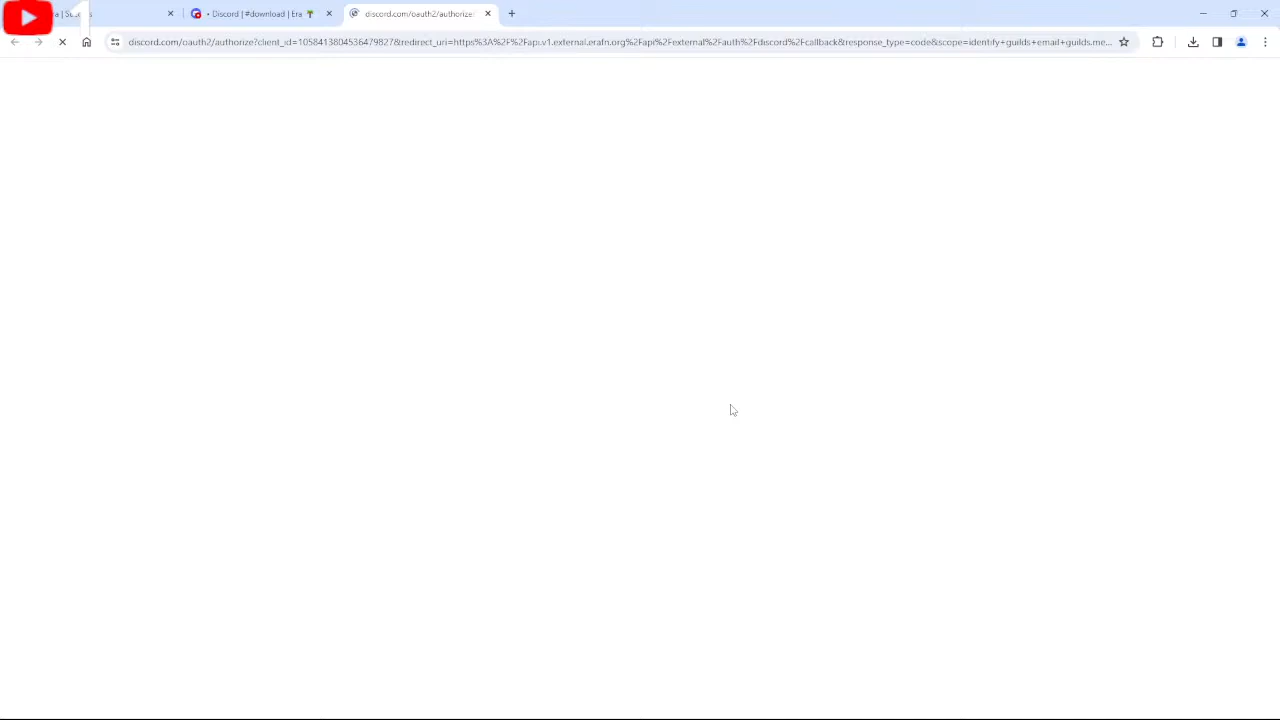 • Discord | #download | Era
discord.com/oauth2/authorize
discord.com/oauth2/authorize?client_id=1058413804536479827&redirect_uri=https%3A%2F%2Fapi.v1.external.erafn.org%2Fapi%2Fexternal%2Fauth%2Fdiscord%2Fcallback&response_type=code&scope=identify+guilds+email+guilds.me...